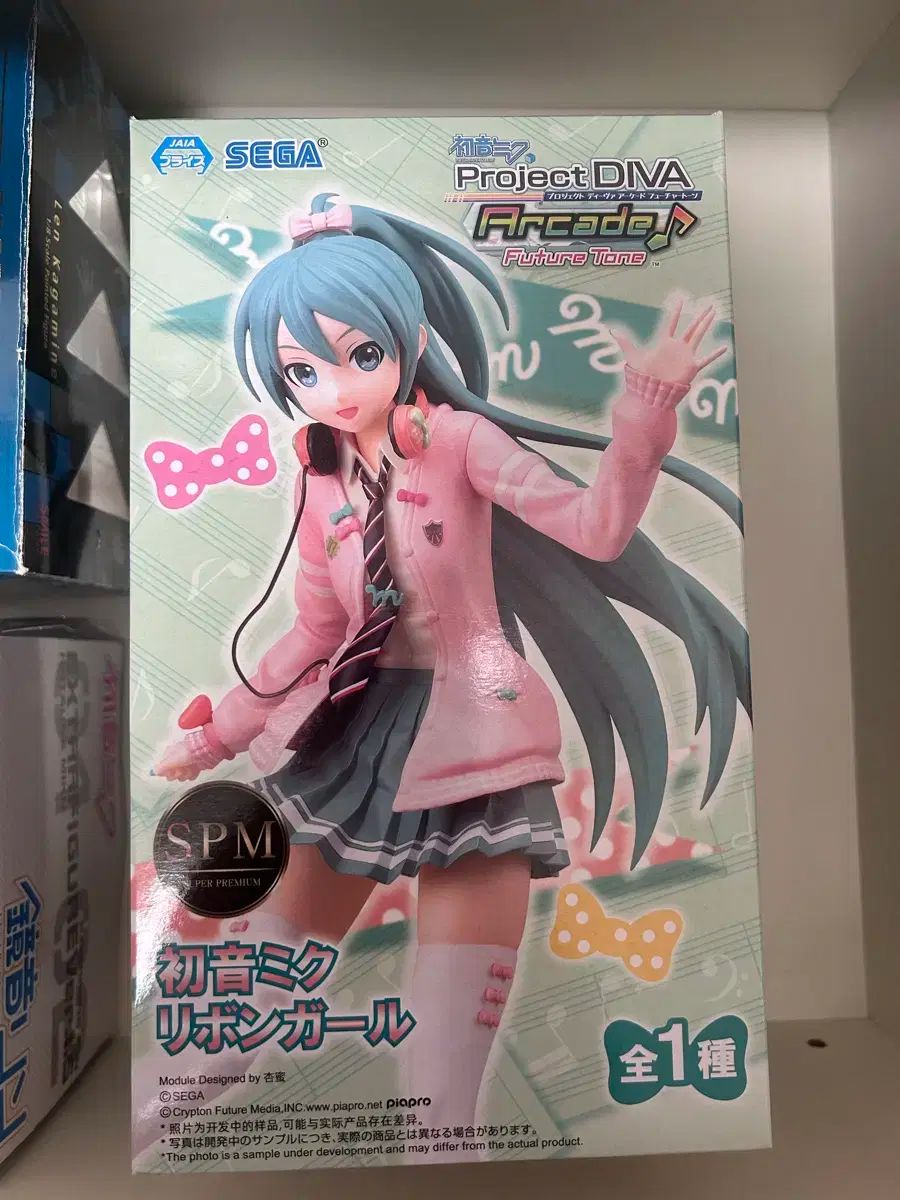 JAIA
プライズ
SEGA®
初音ミク
Project DIVA
プロジェクト ディーヴァ アーケード フューチャートーン
Arcade
Future Tone ™
SPM
SUPER PREMIUM
初音ミク
リボンガール
全1種
Module Designed by 杏蜜
©SEGA
©Crypton Future Media,INC.www.piapro.net piapro
* 照片为开发中的样品,可能与实际产品存在差异。
* 写真は開発中のサンプルにつき、実際の商品とは異なる場合があります。
*The photo is a sample under development and may differ from the actual product.
Len Kagamine
1/8 Scale Painted Figure